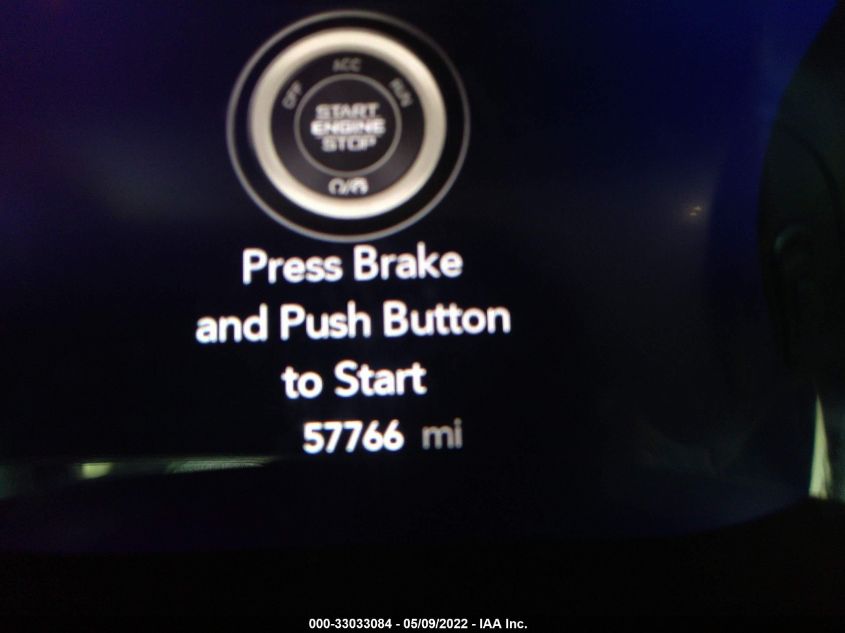 ACC
OFF
RUN
START
ENGINE
STOP
Press Brake
and Push Button
to Start
57766 mi
000-33033084 - 05/09/2022 - IAA Inc.